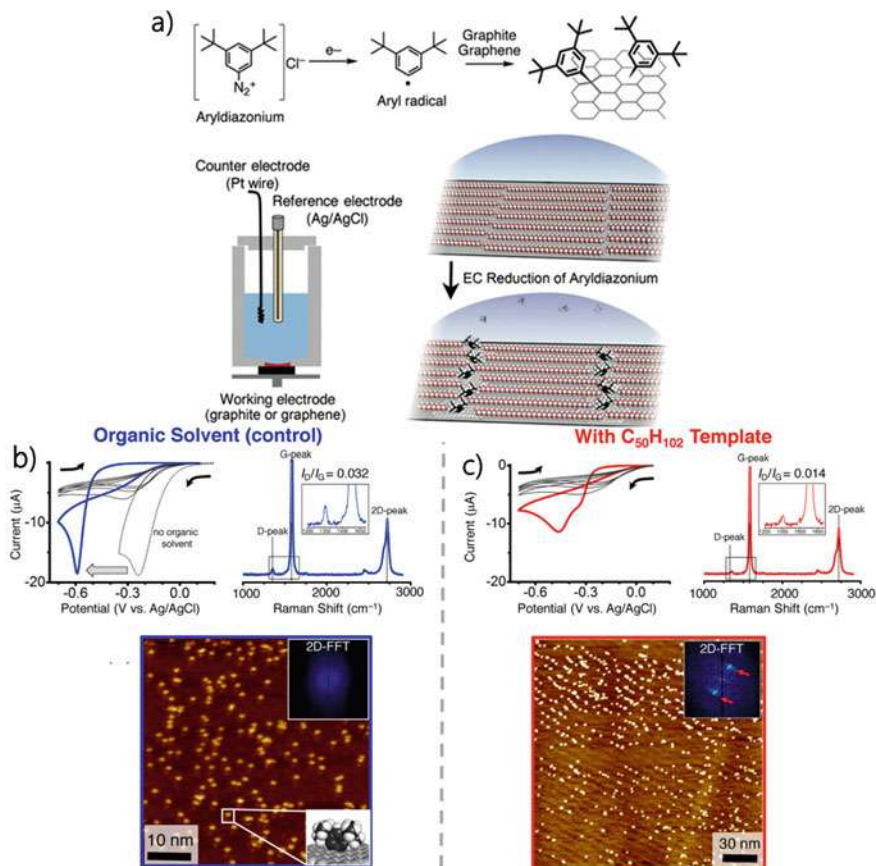 a)
N₂⁺
Cl⁻
Aryldiazonium
e–
Aryl radical
Graphite
Graphene
Counter electrode
(Pt wire)
Reference electrode
(Ag/AgCl)
Working electrode
(graphite or graphene)
EC Reduction of Aryldiazonium
Organic Solvent (control)
With C₅₀H₁₀₂ Template
b)
0
-10
-20
Current (µA)
-0.6
0.0
Potential (V vs. Ag/AgCl)
no organic
solvent
G-peak
I_D/I_G = 0.032
D-peak
2D-peak
1000
2000
3000
Raman Shift (cm⁻¹)
2D-FFT
10 nm
c)
0
-10
-20
Current (µA)
-0.6
0.0
Potential (V vs. Ag/AgCl)
G-peak
I_D/I_G = 0.014
D-peak
2D-peak
1000
2000
3000
Raman Shift (cm⁻¹)
2D-FFT
30 nm